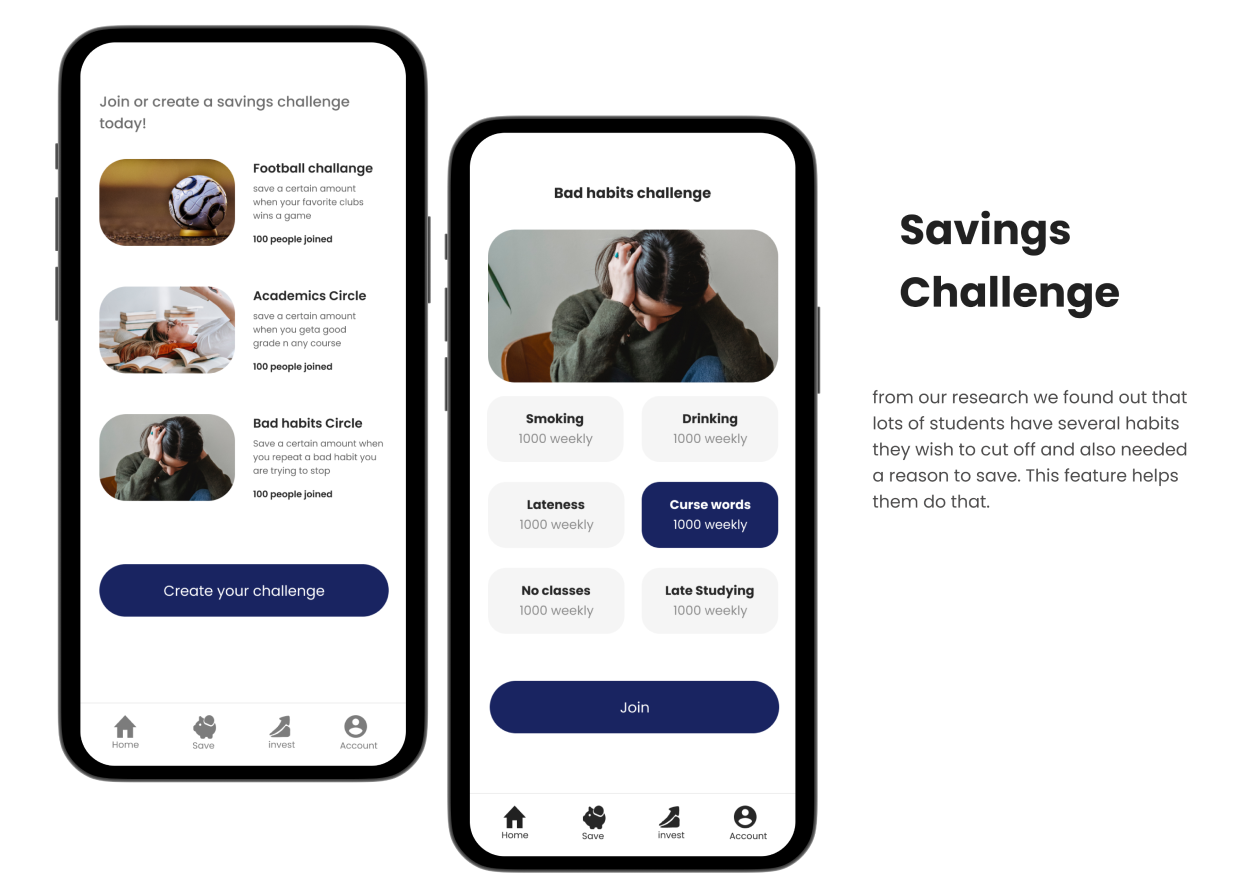 Join or create a savings challenge
today!
Football challange
save a certain amount
when your favorite clubs
wins a game
100 people joined
Academics Circle
save a certain amount
when you geta good
grade n any course
100 people joined
Bad habits Circle
Save a certain amount when
you repeat a bad habit you
are trying to stop
100 people joined
Create your challenge
Home
Save
invest
Account
Bad habits challenge
Smoking
1000 weekly
Drinking
1000 weekly
Lateness
1000 weekly
Curse words
1000 weekly
No classes
1000 weekly
Late Studying
1000 weekly
Join
Home
Save
invest
Account
Savings
Challenge
from our research we found out that
lots of students have several habits
they wish to cut off and also needed
a reason to save. This feature helps
them do that.